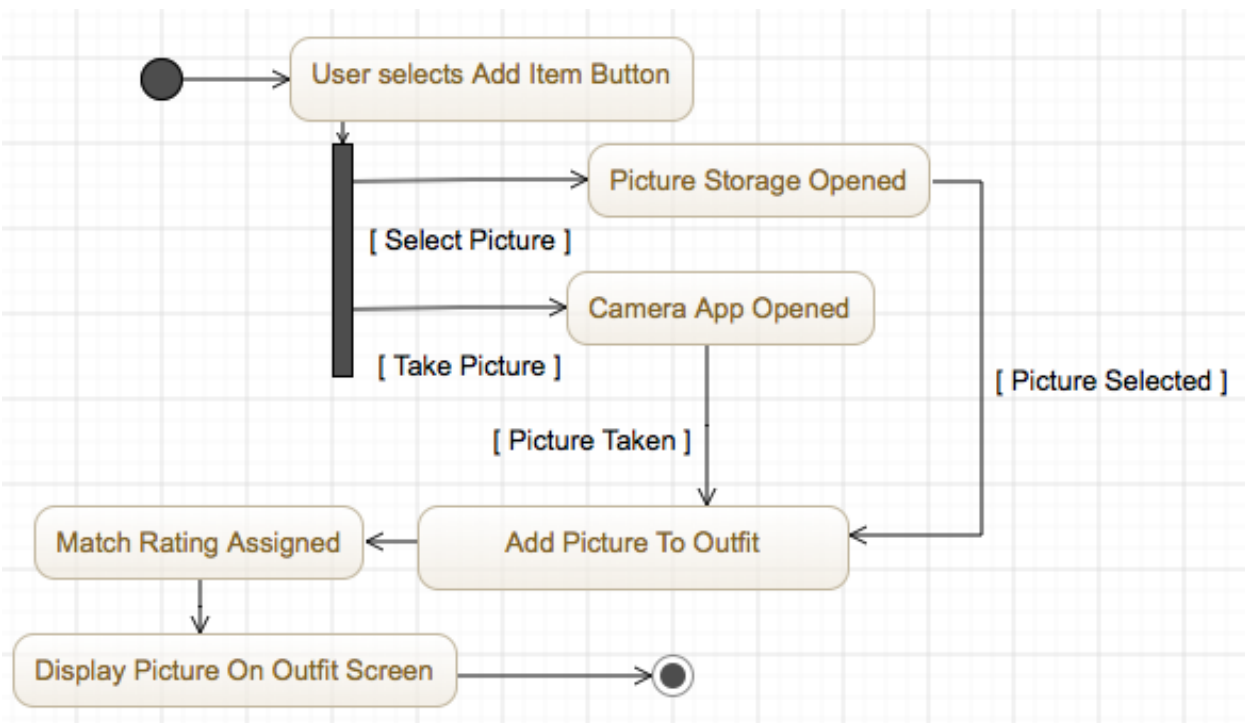 User selects Add Item Button
Picture Storage Opened
[ Select Picture ]
Camera App Opened
[ Take Picture ]
[ Picture Selected ]
[ Picture Taken ]
Match Rating Assigned
Add Picture To Outfit
Display Picture On Outfit Screen